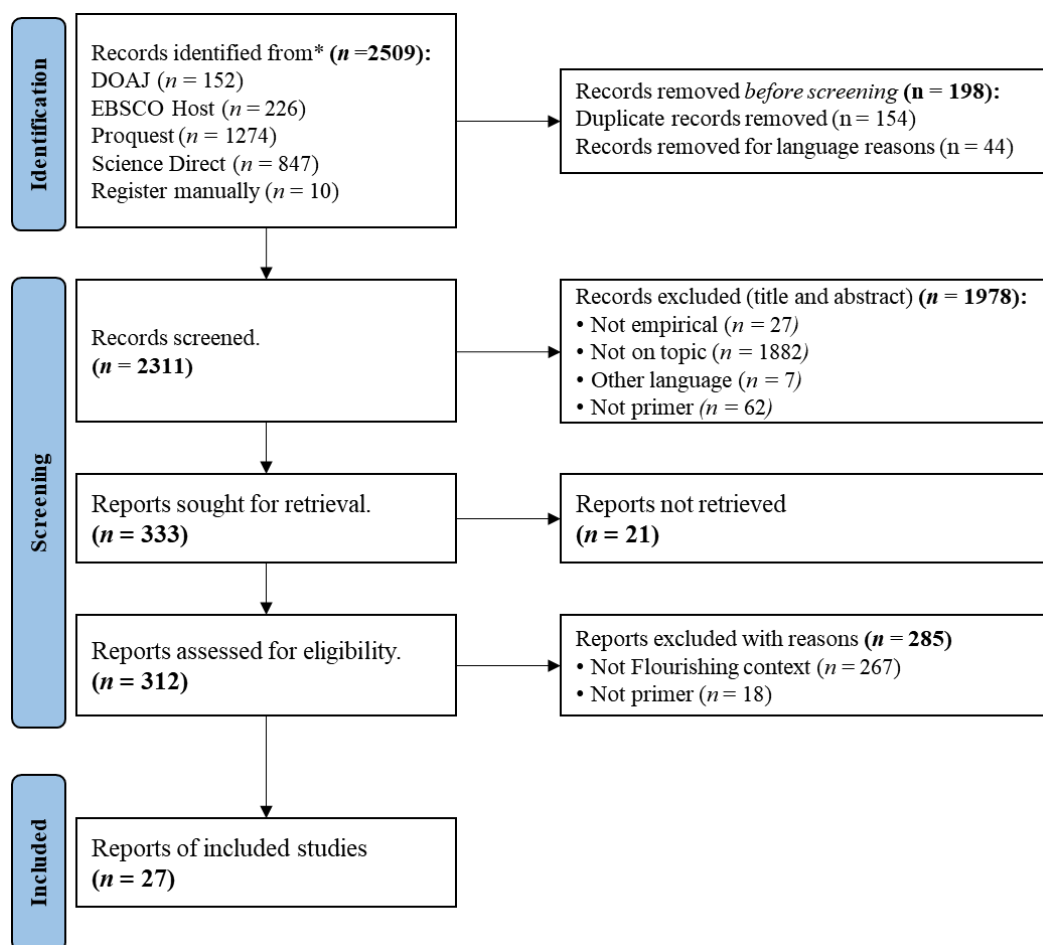 Identification
Records identified from* (n =2509):
DOAJ (n = 152)
EBSCO Host (n = 226)
Proquest (n = 1274)
Science Direct (n = 847)
Register manually (n = 10)
Records removed before screening (n = 198):
Duplicate records removed (n = 154)
Records removed for language reasons (n = 44)
Screening
Records screened.
(n = 2311)
Records excluded (title and abstract) (n = 1978):
• Not empirical (n = 27)
• Not on topic (n = 1882)
• Other language (n = 7)
• Not primer (n = 62)
Reports sought for retrieval.
(n = 333)
Reports not retrieved
(n = 21)
Reports assessed for eligibility.
(n = 312)
Reports excluded with reasons (n = 285)
• Not Flourishing context (n = 267)
• Not primer (n = 18)
Included
Reports of included studies
(n = 27)